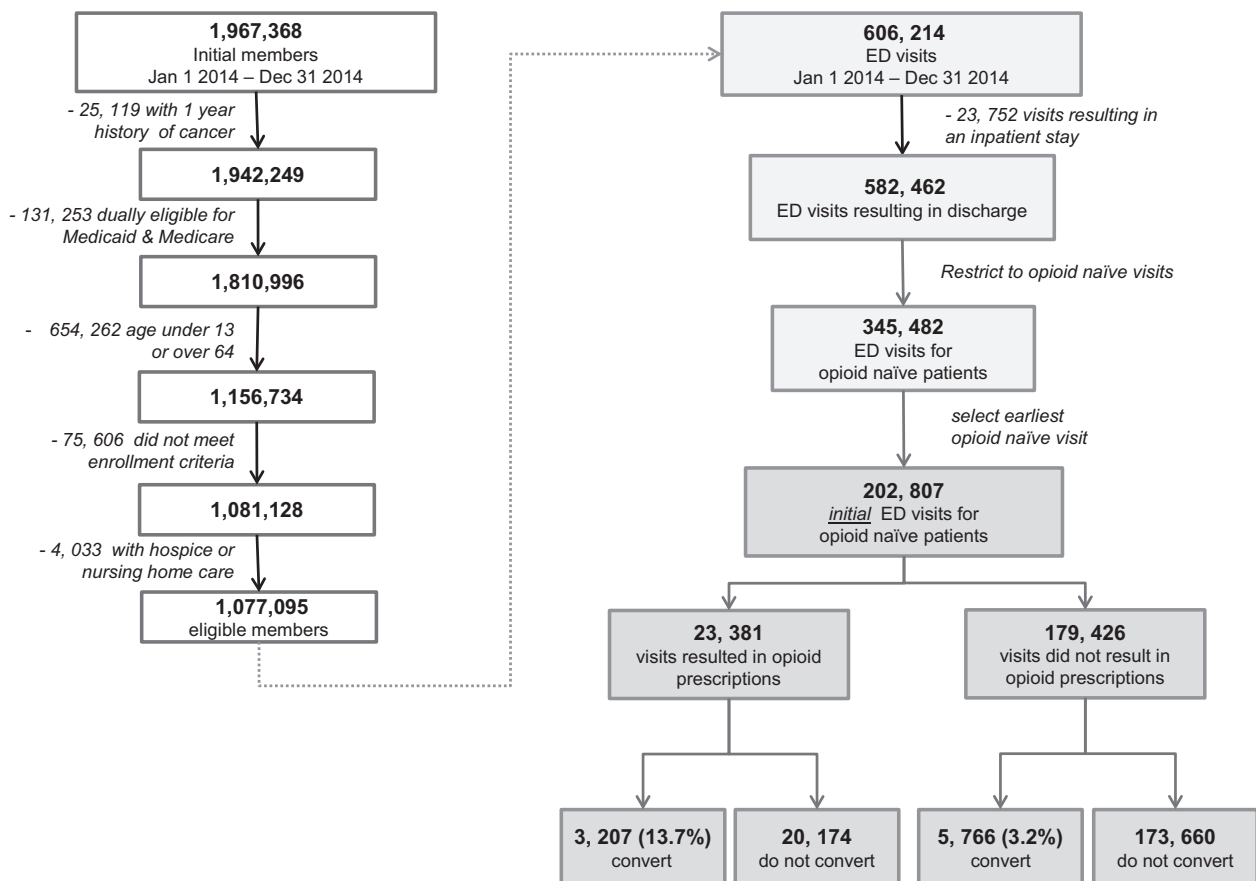 1,967,368
Initial members
Jan 1 2014 – Dec 31 2014
- 25, 119 with 1 year
history of cancer
1,942,249
- 131, 253 dually eligible for
Medicaid & Medicare
1,810,996
- 654, 262 age under 13
or over 64
1,156,734
- 75, 606 did not meet
enrollment criteria
1,081,128
- 4, 033 with hospice or
nursing home care
1,077,095
eligible members
606, 214
ED visits
Jan 1 2014 – Dec 31 2014
- 23, 752 visits resulting in
an inpatient stay
582, 462
ED visits resulting in discharge
Restrict to opioid naïve visits
345, 482
ED visits for
opioid naïve patients
select earliest
opioid naïve visit
202, 807
initial ED visits for
opioid naïve patients
23, 381
visits resulted in opioid
prescriptions
179, 426
visits did not result in
opioid prescriptions
3, 207 (13.7%)
convert
20, 174
do not convert
5, 766 (3.2%)
convert
173, 660
do not convert